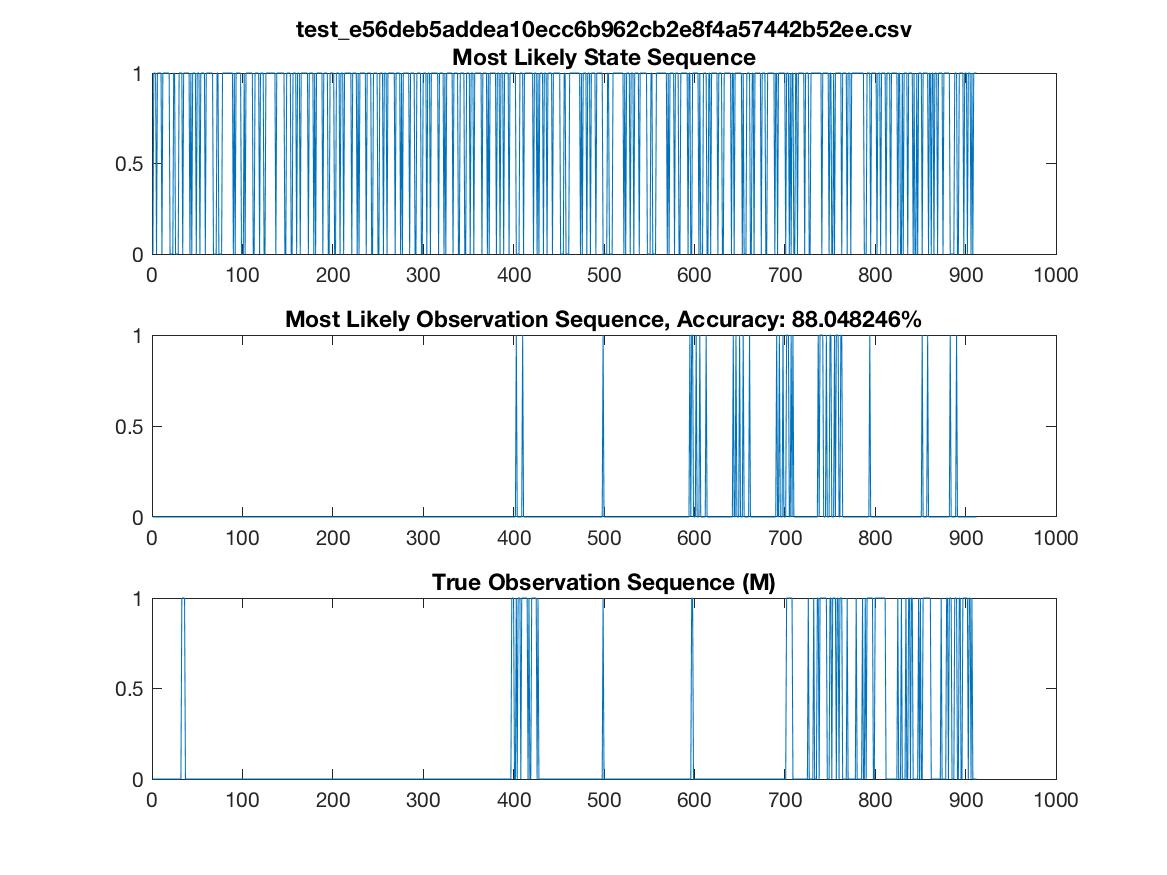 test_e56deb5addea10ecc6b962cb2e8f4a57442b52ee.csv
Most Likely State Sequence
1
0.5
0
0 100 200 300 400 500 600 700 800 900 1000
Most Likely Observation Sequence, Accuracy: 88.048246%
1
0.5
0
0 100 200 300 400 500 600 700 800 900 1000
True Observation Sequence (M)
1
0.5
0
0 100 200 300 400 500 600 700 800 900 1000